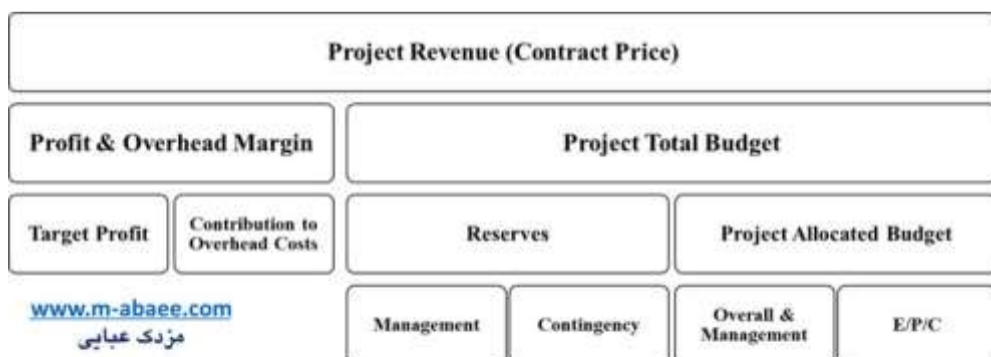 Project Revenue (Contract Price)
Profit & Overhead Margin
Project Total Budget
Target Profit
Contribution to
Overhead Costs
Reserves
Project Allocated Budget
www.m-abaee.com
مزدک عبایی
Management
Contingency
Overall &
Management
E/P/C